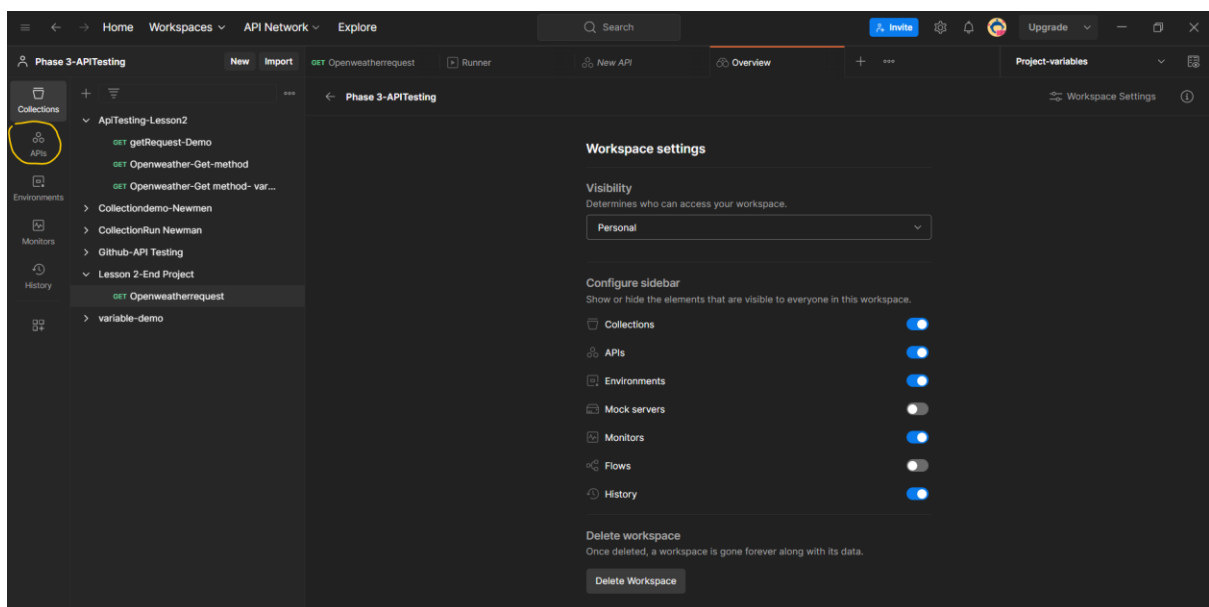 Home Workspaces API Network Explore Search Invite Upgrade
Phase 3-APITesting New Import GET Openweatherrequest Runner New API Overview Project-variables
Phase 3-APITesting Workspace Settings
Collections
APIs
Environments
Monitors
History
ApiTesting-Lesson2
GET getRequest-Demo
GET Openweather-Get-method
GET Openweather-Get method- var...
Collectiondemo-Newmen
CollectionRun Newman
Github-API Testing
Lesson 2-End Project
GET Openweatherrequest
variable-demo
Workspace settings
Visibility
Determines who can access your workspace.
Personal
Configure sidebar
Show or hide the elements that are visible to everyone in this workspace.
Collections
APIs
Environments
Mock servers
Monitors
Flows
History
Delete workspace
Once deleted, a workspace is gone forever along with its data.
Delete Workspace